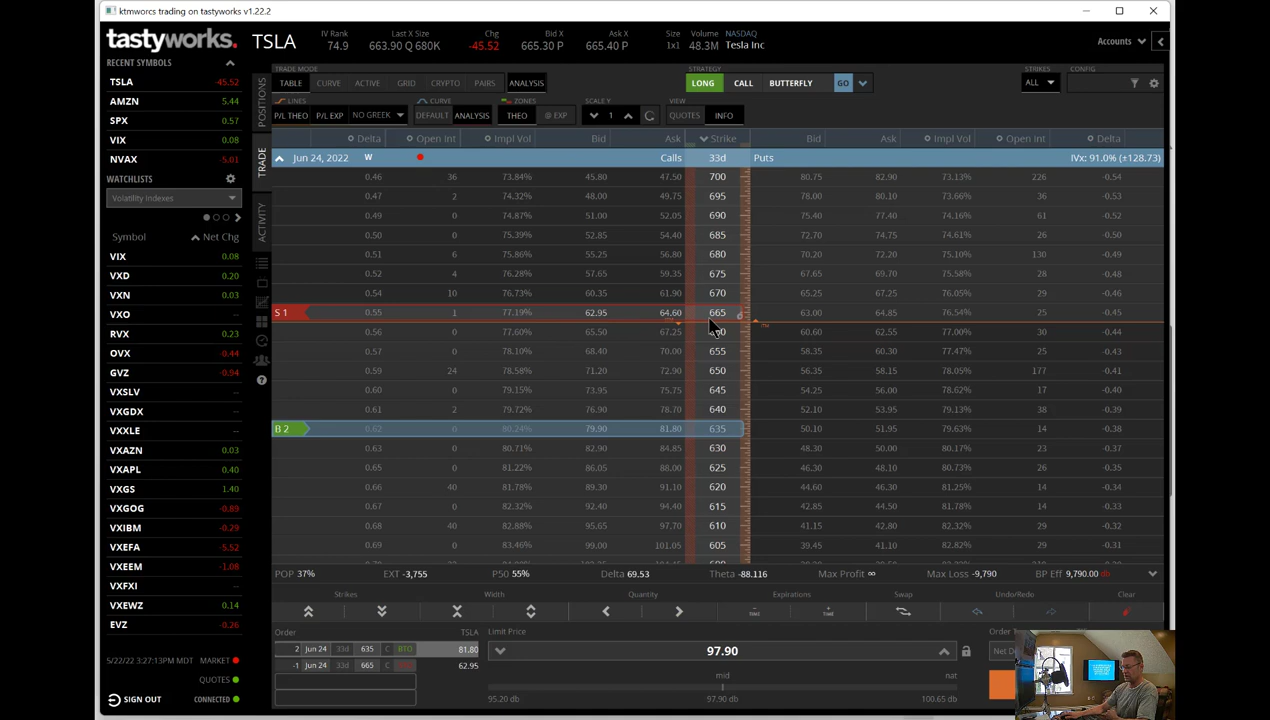 ktmworcs trading on tastyworks v1.22.2
tastyworks. TSLA IV Rank 74.9 Last X Size 663.90 Q 680K Chg -45.52 Bid X 665.30 P Ask X 665.40 P Size 1x1 Volume 48.3M NASDAQ Tesla Inc Accounts
RECENT SYMBOLS
TSLA -45.52
AMZN 5.44
SPX 0.57
VIX 0.08
NVAX -5.01
WATCHLISTS
Volatility Indexes
Symbol Net Chg
VIX 0.08
VXD 0.20
VXN 0.03
VXO --
RVX 0.23
OVX -0.44
GVZ -0.94
VXSLV --
VXGDX --
VXXLE --
VXAZN 0.03
VXAPL 0.40
VXGS 1.40
VXGOG -0.89
VXIBM -0.29
VXEFA -5.52
VXEEM -1.08
VXFXI --
VXEWZ 0.14
EVZ -0.26
5/22/22 3:27:13P MDT MARKET
QUOTES
SIGN OUT CONNECTED
POSITIONS
TRADE
ACTIVITY
TRADE MODE STRATEGY STRIKES CONFIG
TABLE CURVE ACTIVE GRID CRYPTO PAIRS ANALYSIS LONG CALL BUTTERFLY GO ALL
LINES CURVE ZONES SCALE Y VIEW
P/L THEO P/L EXP NO GREEK DEFAULT ANALYSIS THEO @ EXP 1 QUOTES INFO
Delta Open Int Impl Vol Bid Ask Strike Bid Ask Impl Vol Open Int Delta
Jun 24, 2022 W Calls 33d Puts IVx: 91.0% (±128.73)
0.46 36 73.84% 45.80 47.50 700 80.75 82.90 73.13% 226 -0.54
0.47 2 74.32% 48.00 49.75 695 78.00 80.10 73.66% 36 -0.53
0.49 0 74.87% 51.00 52.05 690 75.40 77.40 74.16% 61 -0.52
0.50 0 75.39% 52.85 54.40 685 72.70 74.75 74.61% 26 -0.50
0.51 6 75.86% 55.25 56.80 680 70.20 72.20 75.14% 130 -0.49
0.52 4 76.28% 57.65 59.35 675 67.65 69.70 75.58% 28 -0.48
0.54 10 76.73% 60.35 61.90 670 65.25 67.25 76.10% 29 -0.46
S 1 0.55 1 77.19% 62.95 64.60 665 63.00 64.85 76.54% 25 -0.45
0.56 0 77.60% 65.50 67.25 60.60 62.55 77.00% 30 -0.44
0.57 0 78.10% 68.40 70.00 655 58.35 60.30 77.47% 25 -0.43
0.59 24 78.58% 71.20 72.90 650 56.35 58.15 78.05% 177 -0.41
0.60 0 79.15% 73.95 75.75 645 54.25 56.00 78.62% 17 -0.40
0.61 2 79.72% 76.90 78.70 640 52.10 53.95 79.13% 38 -0.39
B 2 0.62 0 80.24% 79.90 81.80 635 50.10 51.95 79.63% 14 -0.38
0.63 0 80.71% 82.90 84.85 630 48.30 50.00 80.17% 23 -0.37
0.65 0 81.22% 86.05 88.00 625 46.30 48.10 80.67% 26 -0.35
0.66 40 81.78% 89.30 91.10 620 44.60 46.30 81.25% 14 -0.34
0.67 0 82.32% 92.40 94.40 615 42.85 44.50 81.78% 14 -0.33
0.68 40 82.88% 95.65 97.70 610 41.15 42.80 82.32% 29 -0.32
0.69 0 83.46% 99.00 101.05 605 39.45 41.10 82.89% 29 -0.31
POP 37% EXT -3,755 P50 55% Delta 69.53 Theta -88.116 Max Profit ∞ Max Loss -9,790 BP Eff 9,790.00 db
Strikes Width Quantity Expirations Swap Undo/Redo Clear
Order TSLA Limit Price Order T
2 Jun 24 33d 635 C BTO 81.80 97.90 Net De
-1 Jun 24 33d 665 C 62.95
mid nat
95.20 db 97.90 db 100.65 db